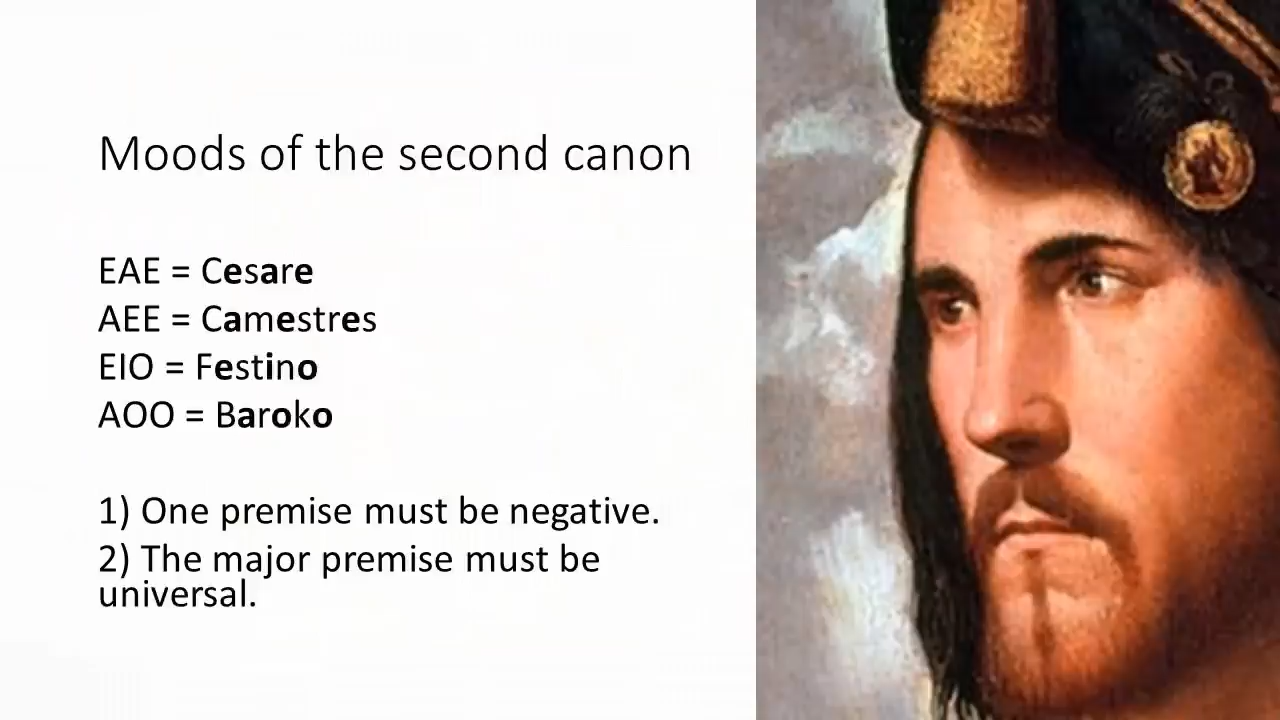 Moods of the second canon
EAE = Cesare
AEE = Camestres
EIO = Festino
AOO = Baroko
1) One premise must be negative.
2) The major premise must be
universal.